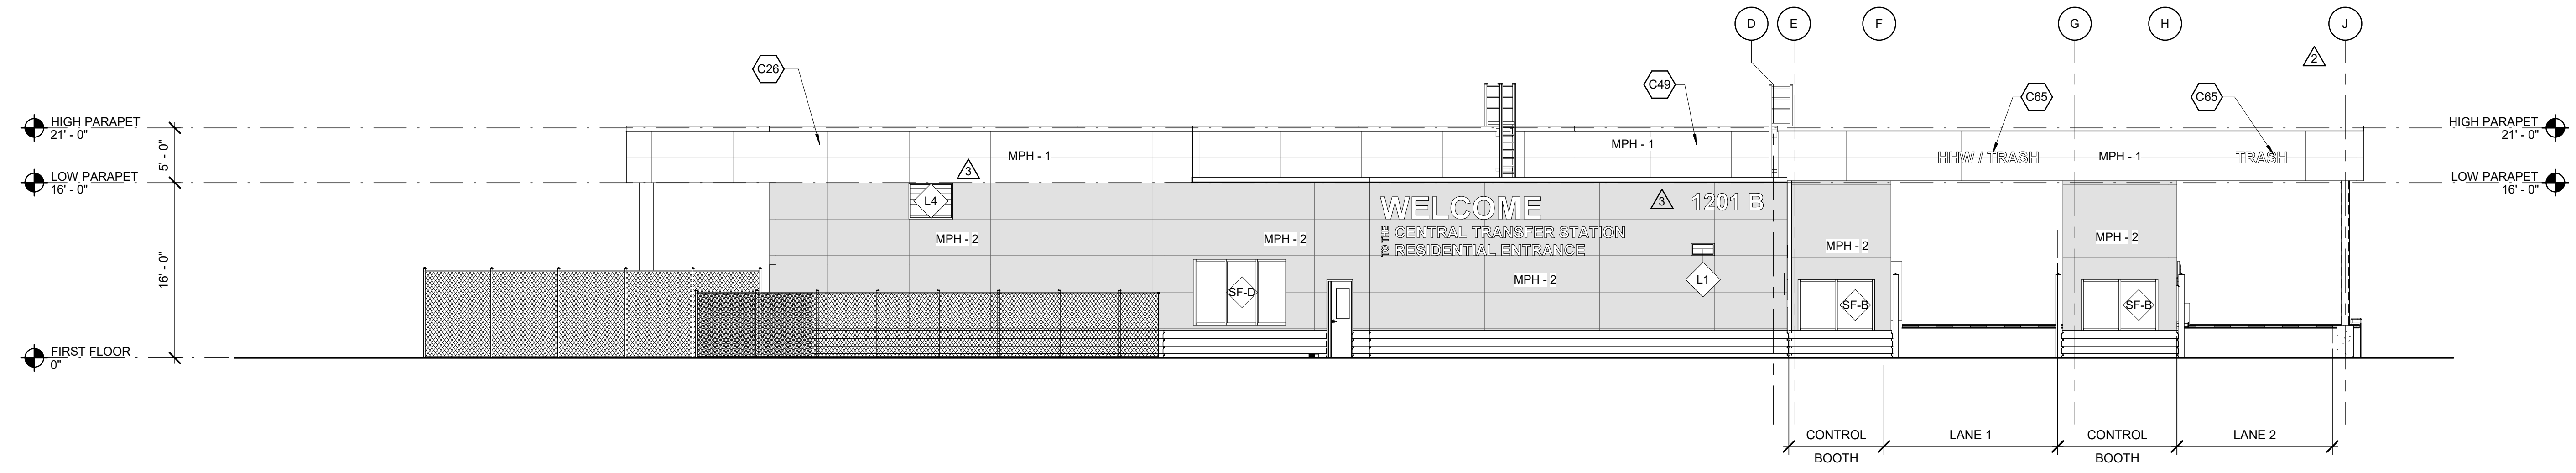 D
E
F
G
H
J
2
C26
C49
C65
C65
HIGH PARAPET
21' - 0"
HIGH PARAPET
21' - 0"
5' - 0"
MPH - 1
MPH - 1
HHW / TRASH
MPH - 1
TRASH
3
LOW PARAPET
16' - 0"
LOW PARAPET
16' - 0"
L4
WELCOME
3
1201 B
TO THE
CENTRAL TRANSFER STATION
RESIDENTIAL ENTRANCE
MPH - 2
MPH - 2
MPH - 2
MPH - 2
MPH - 2
16' - 0"
L1
SF-D
SF-B
SF-B
FIRST FLOOR
0"
CONTROL
BOOTH
LANE 1
CONTROL
BOOTH
LANE 2